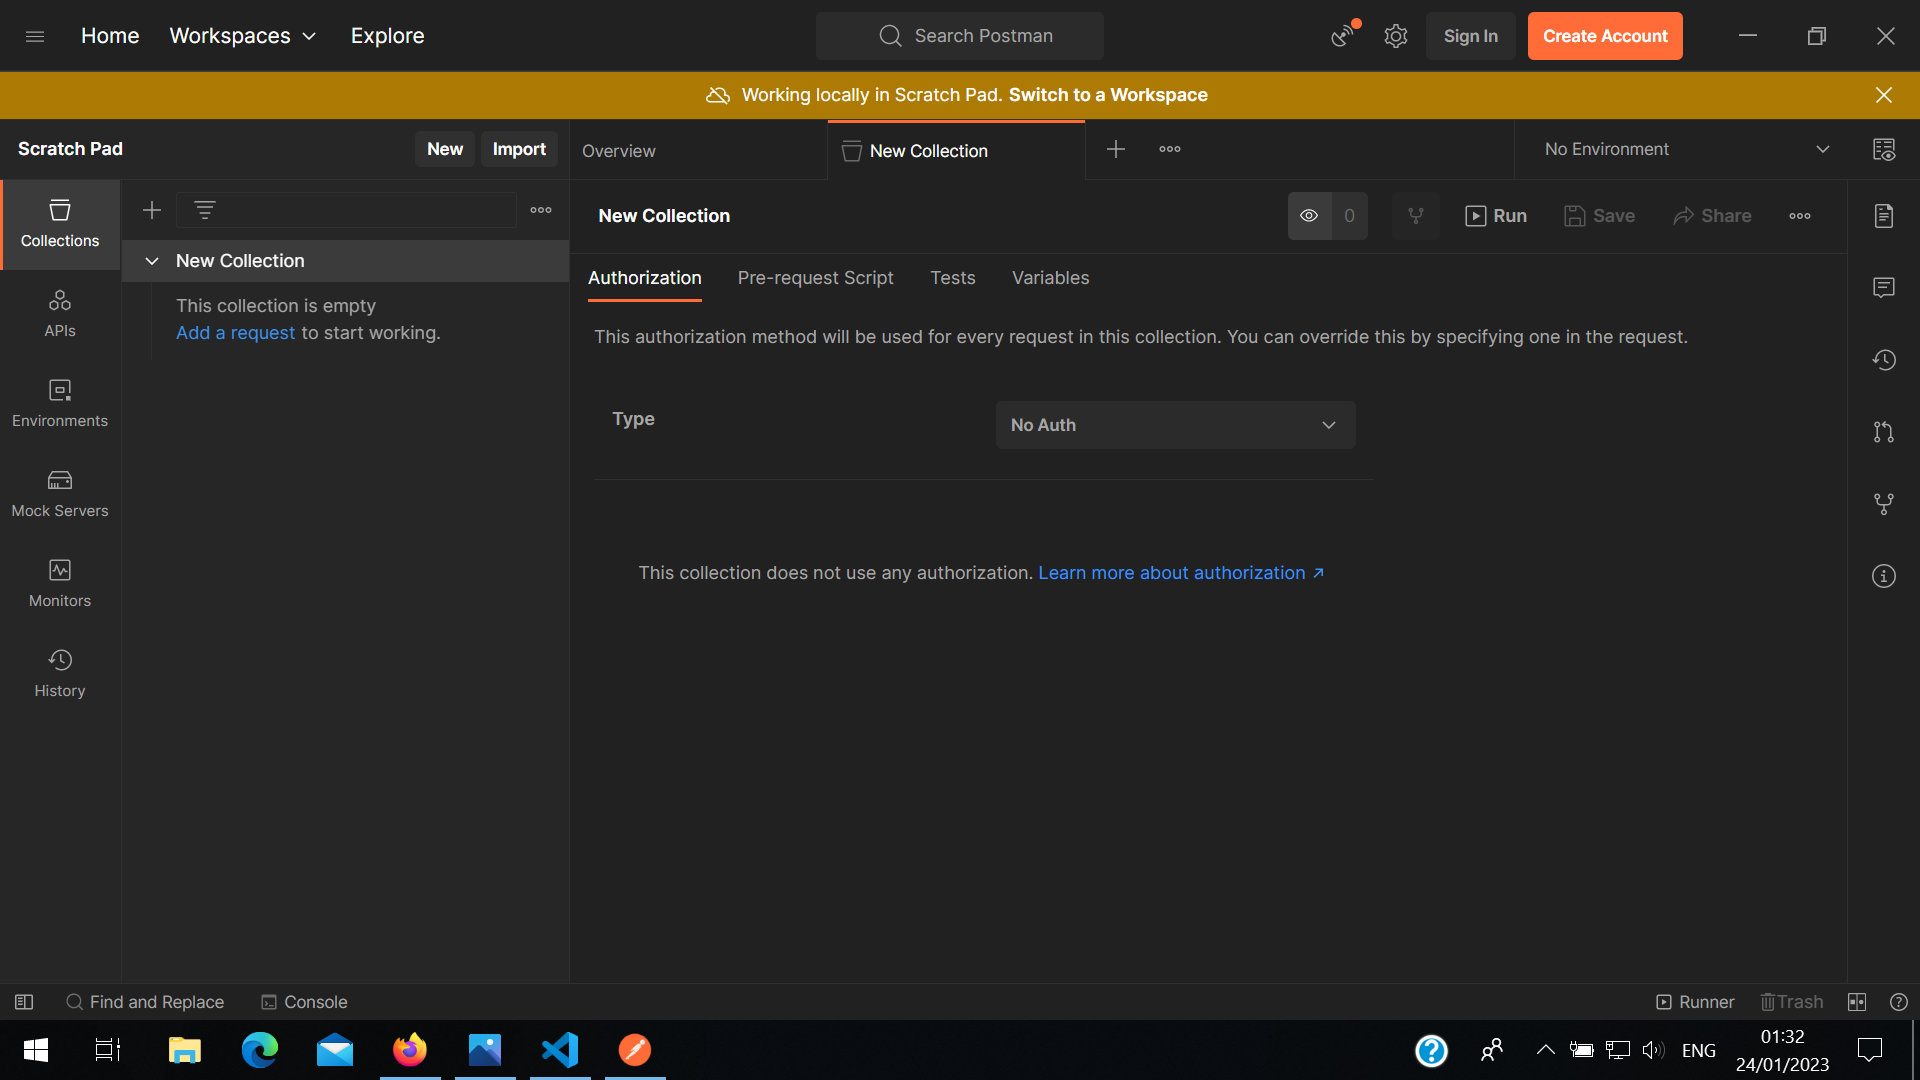 Home Workspaces Explore
Search Postman
Sign In Create Account
Working locally in Scratch Pad. Switch to a Workspace
Scratch Pad New Import
Overview New Collection
No Environment
Collections
APIs
Environments
Mock Servers
Monitors
History
New Collection
This collection is empty
Add a request to start working.
New Collection
0 Run Save Share
Authorization Pre-request Script Tests Variables
This authorization method will be used for every request in this collection. You can override this by specifying one in the request.
Type No Auth
This collection does not use any authorization. Learn more about authorization
Find and Replace Console
Runner Trash
ENG
01:32
24/01/2023